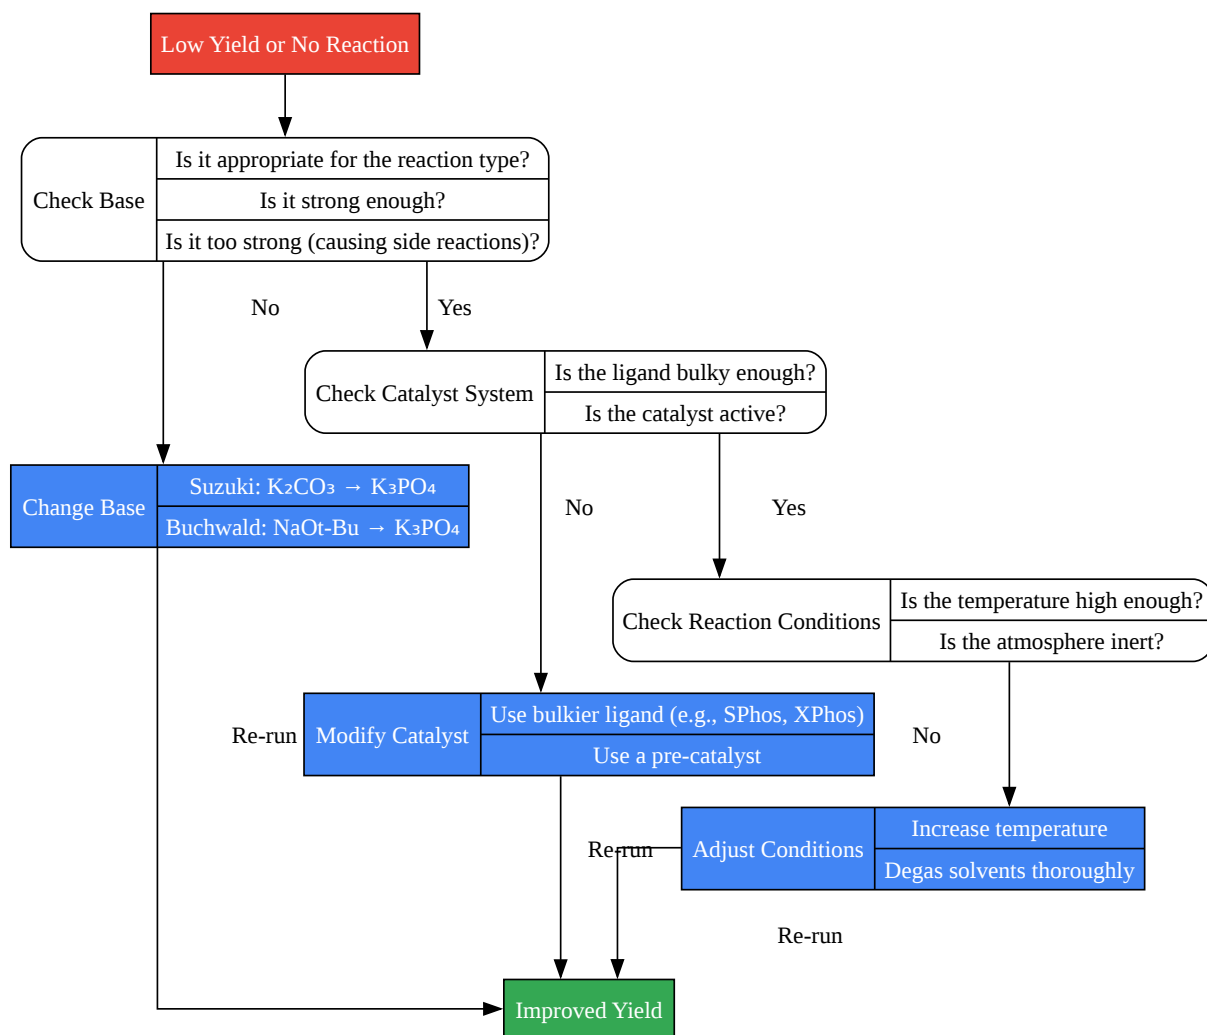 Low Yield or No Reaction
Check Base
Is it appropriate for the reaction type?
Is it strong enough?
Is it too strong (causing side reactions)?
No
Yes
Check Catalyst System
Is the ligand bulky enough?
Is the catalyst active?
Change Base
Suzuki: K₂CO₃ → K₃PO₄
Buchwald: NaOt-Bu → K₃PO₄
No
Yes
Check Reaction Conditions
Is the temperature high enough?
Is the atmosphere inert?
Re-run
Modify Catalyst
Use bulkier ligand (e.g., SPhos, XPhos)
Use a pre-catalyst
No
Re-run
Adjust Conditions
Increase temperature
Degas solvents thoroughly
Re-run
Improved Yield